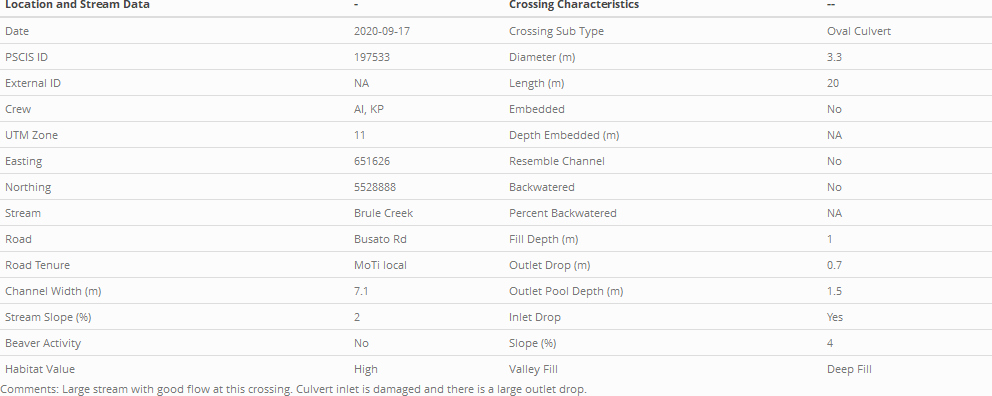 Location and Stream Data - Crossing Characteristics --
Date 2020-09-17 Crossing Sub Type Oval Culvert
PSCIS ID 197533 Diameter (m) 3.3
External ID NA Length (m) 20
Crew AI, KP Embedded No
UTM Zone 11 Depth Embedded (m) NA
Easting 651626 Resemble Channel No
Northing 5528888 Backwatered No
Stream Brule Creek Percent Backwatered NA
Road Busato Rd Fill Depth (m) 1
Road Tenure MoTi local Outlet Drop (m) 0.7
Channel Width (m) 7.1 Outlet Pool Depth (m) 1.5
Stream Slope (%) 2 Inlet Drop Yes
Beaver Activity No Slope (%) 4
Habitat Value High Valley Fill Deep Fill
Comments: Large stream with good flow at this crossing. Culvert inlet is damaged and there is a large outlet drop.